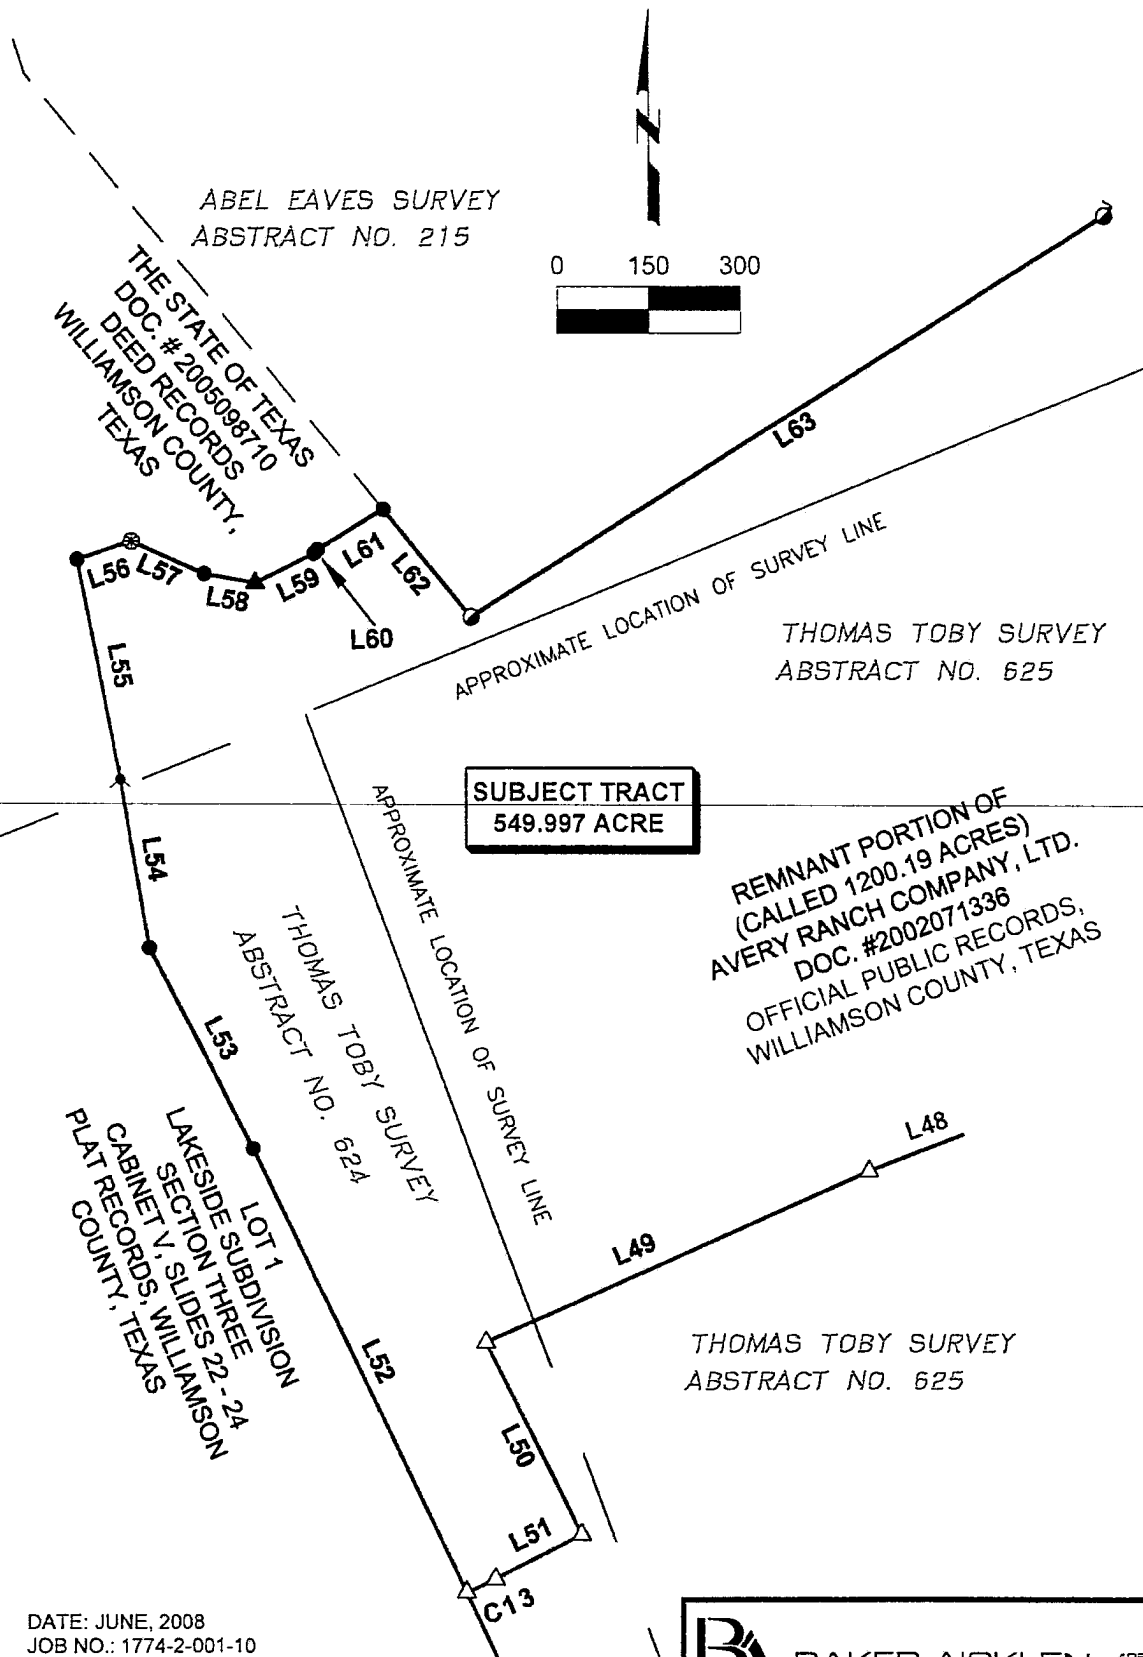 ABEL EAVES SURVEY
ABSTRACT NO. 215
N
0 150 300
THE STATE OF TEXAS
DOC. # 2005098710
DEED RECORDS
WILLIAMSON COUNTY,
TEXAS
L63
L56
L57
L58
L59
L60
L61
L62
APPROXIMATE LOCATION OF SURVEY LINE
THOMAS TOBY SURVEY
ABSTRACT NO. 625
L55
SUBJECT TRACT
549.997 ACRE
APPROXIMATE LOCATION OF SURVEY LINE
REMNANT PORTION OF
(CALLED 1200.19 ACRES)
AVERY RANCH COMPANY, LTD.
DOC. #2002071336
OFFICIAL PUBLIC RECORDS,
WILLIAMSON COUNTY, TEXAS
L54
THOMAS TOBY SURVEY
ABSTRACT NO. 624
L53
L48
L49
LOT 1
LAKESIDE SUBDIVISION
SECTION THREE
CABINET V, SLIDES 22 - 24
PLAT RECORDS, WILLIAMSON
COUNTY, TEXAS
L52
THOMAS TOBY SURVEY
ABSTRACT NO. 625
L50
L51
C13
DATE: JUNE, 2008
JOB NO.: 1774-2-001-10